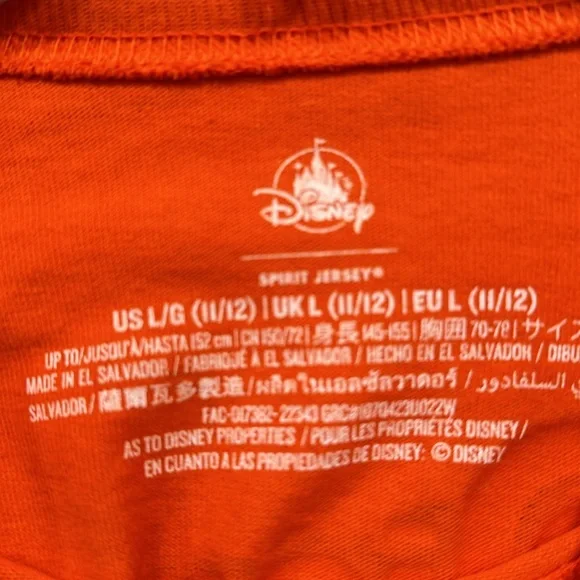 Disney
SPIRIT JERSEY®
US L/G (11/12) | UK L (11/12) | EU L (11/12)
UP TO/JUSQU'À/HASTA 152 cm | CN 150/72 | 身長 145-155 | 胸囲 70-78 | サイズ
MADE IN EL SALVADOR / FABRIQUÉ À EL SALVADOR / HECHO EN EL SALVADOR / DIBU
SALVADOR / 薩爾瓦多製造 / ผลิตในเอลซัลวาดอร์ / السلفادور
FAC-017382-22543 GRC#1070423U022W
AS TO DISNEY PROPERTIES / POUR LES PROPRIÉTÉS DISNEY /
EN CUANTO A LAS PROPIEDADES DE DISNEY: © DISNEY